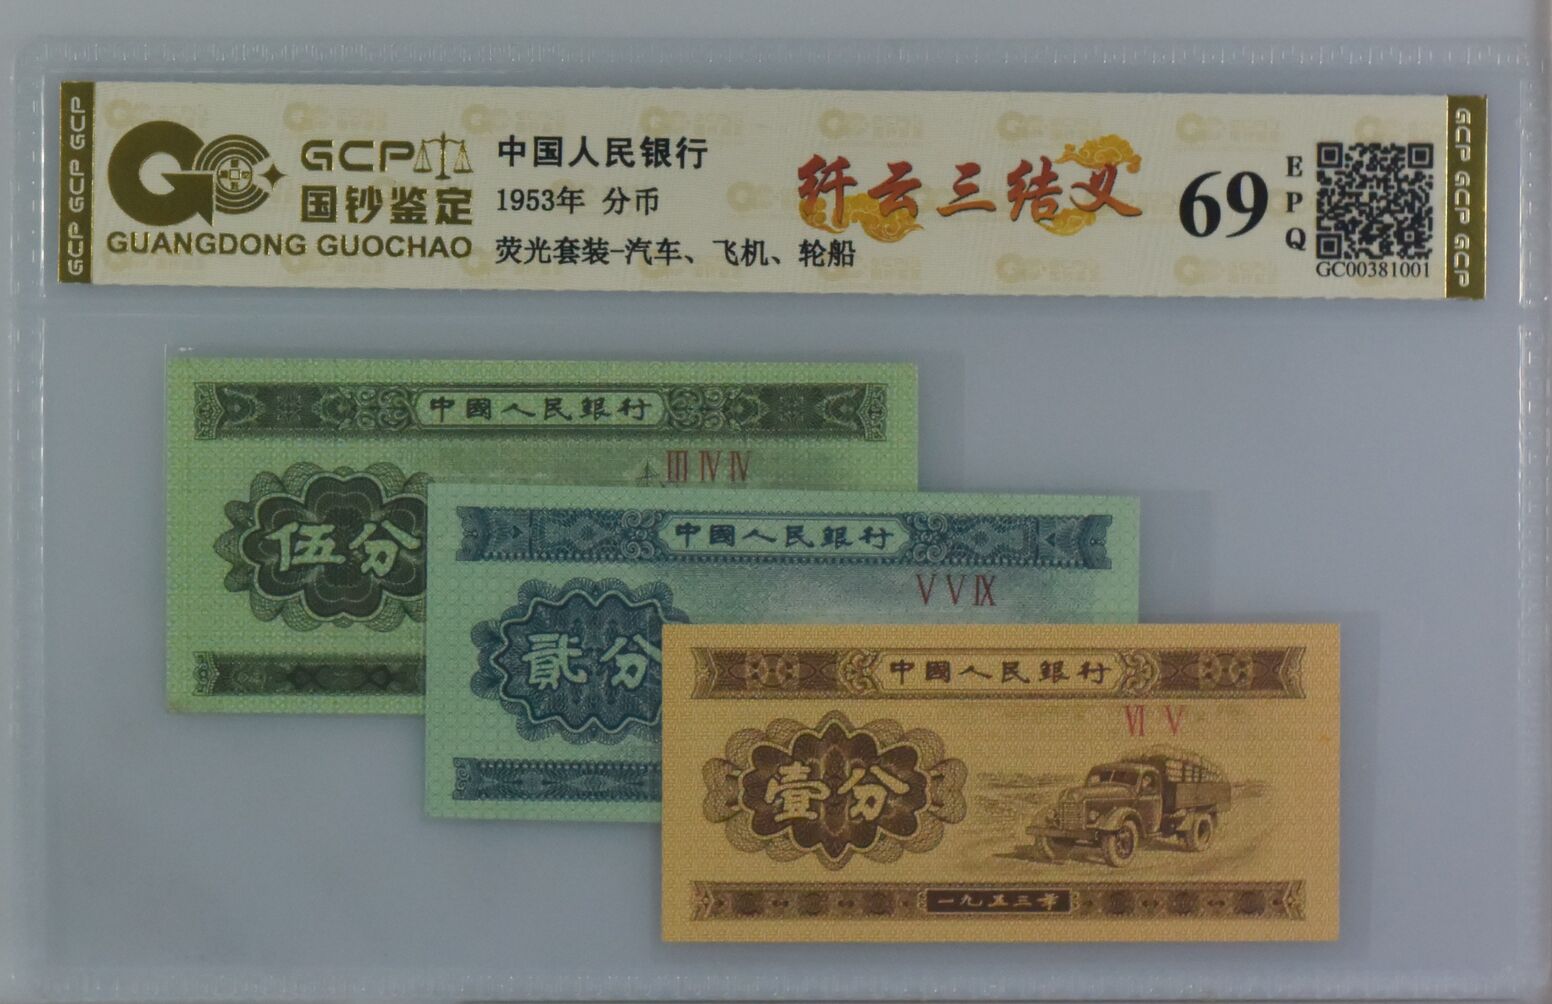 GCP GCP GCP
GCP
国钞鉴定
GUANGDONG GUOCHAO
中国人民银行
1953年 分币
荧光套装-汽车、飞机、轮船
纤云三结义
69
E
P
Q
GC00381001
GCP GCP GCP
中國人民銀行
III IV IV
伍分
中國人民銀行
V V IX
貳分
中國人民銀行
VI V
壹分
一九五三年